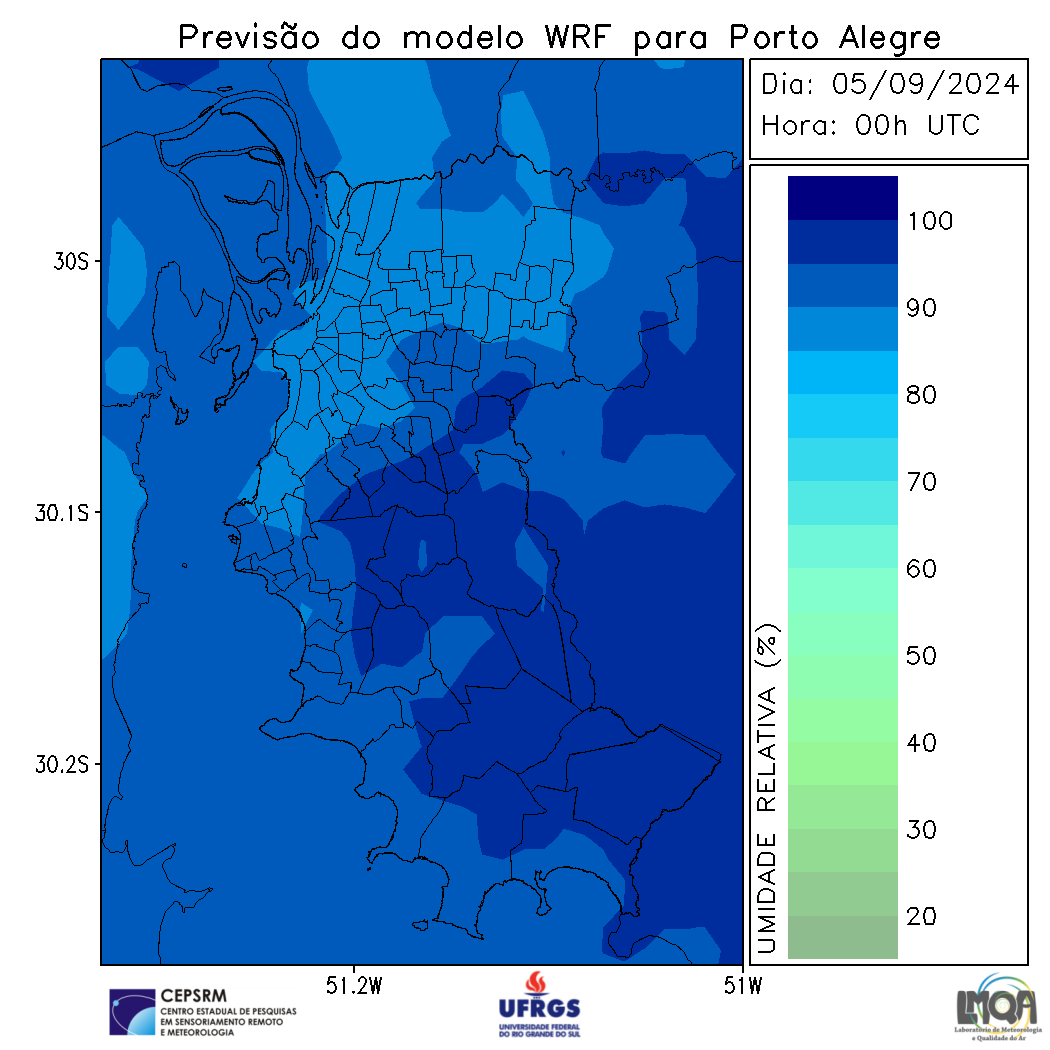 Previsão do modelo WRF para Porto Alegre
Dia: 05/09/2024
Hora: 00h UTC
100
90
80
70
60
50
40
30
20
UMIDADE RELATIVA (%)
30S
30.1S
30.2S
51.2W
51W
CEPSRM
CENTRO ESTADUAL DE PESQUISAS
EM SENSORIAMENTO REMOTO
E METEOROLOGIA
UFRGS
UNIVERSIDADE FEDERAL
DO RIO GRANDE DO SUL
LMQA
Laboratório de Meteorologia
e Qualidade do Ar